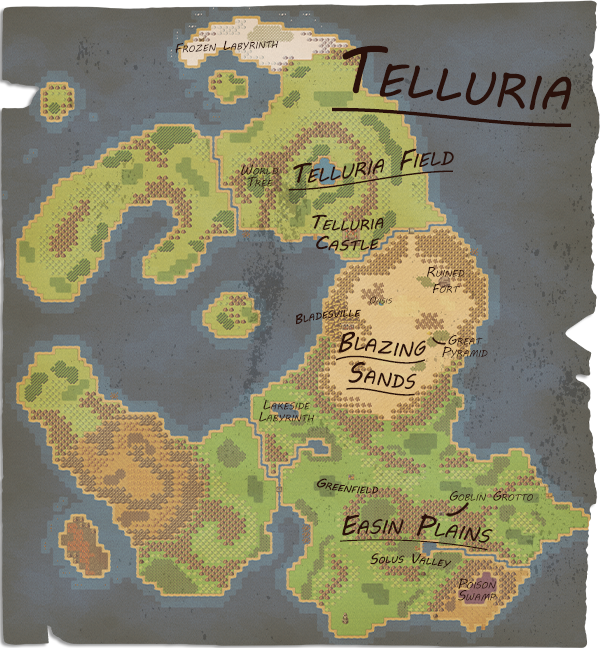 Frozen Labyrinth
Telluria
World
Tree
Telluria Field
Telluria
Castle
Ruined
Fort
Oasis
Bladesville
Great
Pyramid
Blazing
Sands
Lakeside
Labyrinth
Greenfield
Goblin Grotto
Easin Plains
Solus Valley
Poison
Swamp